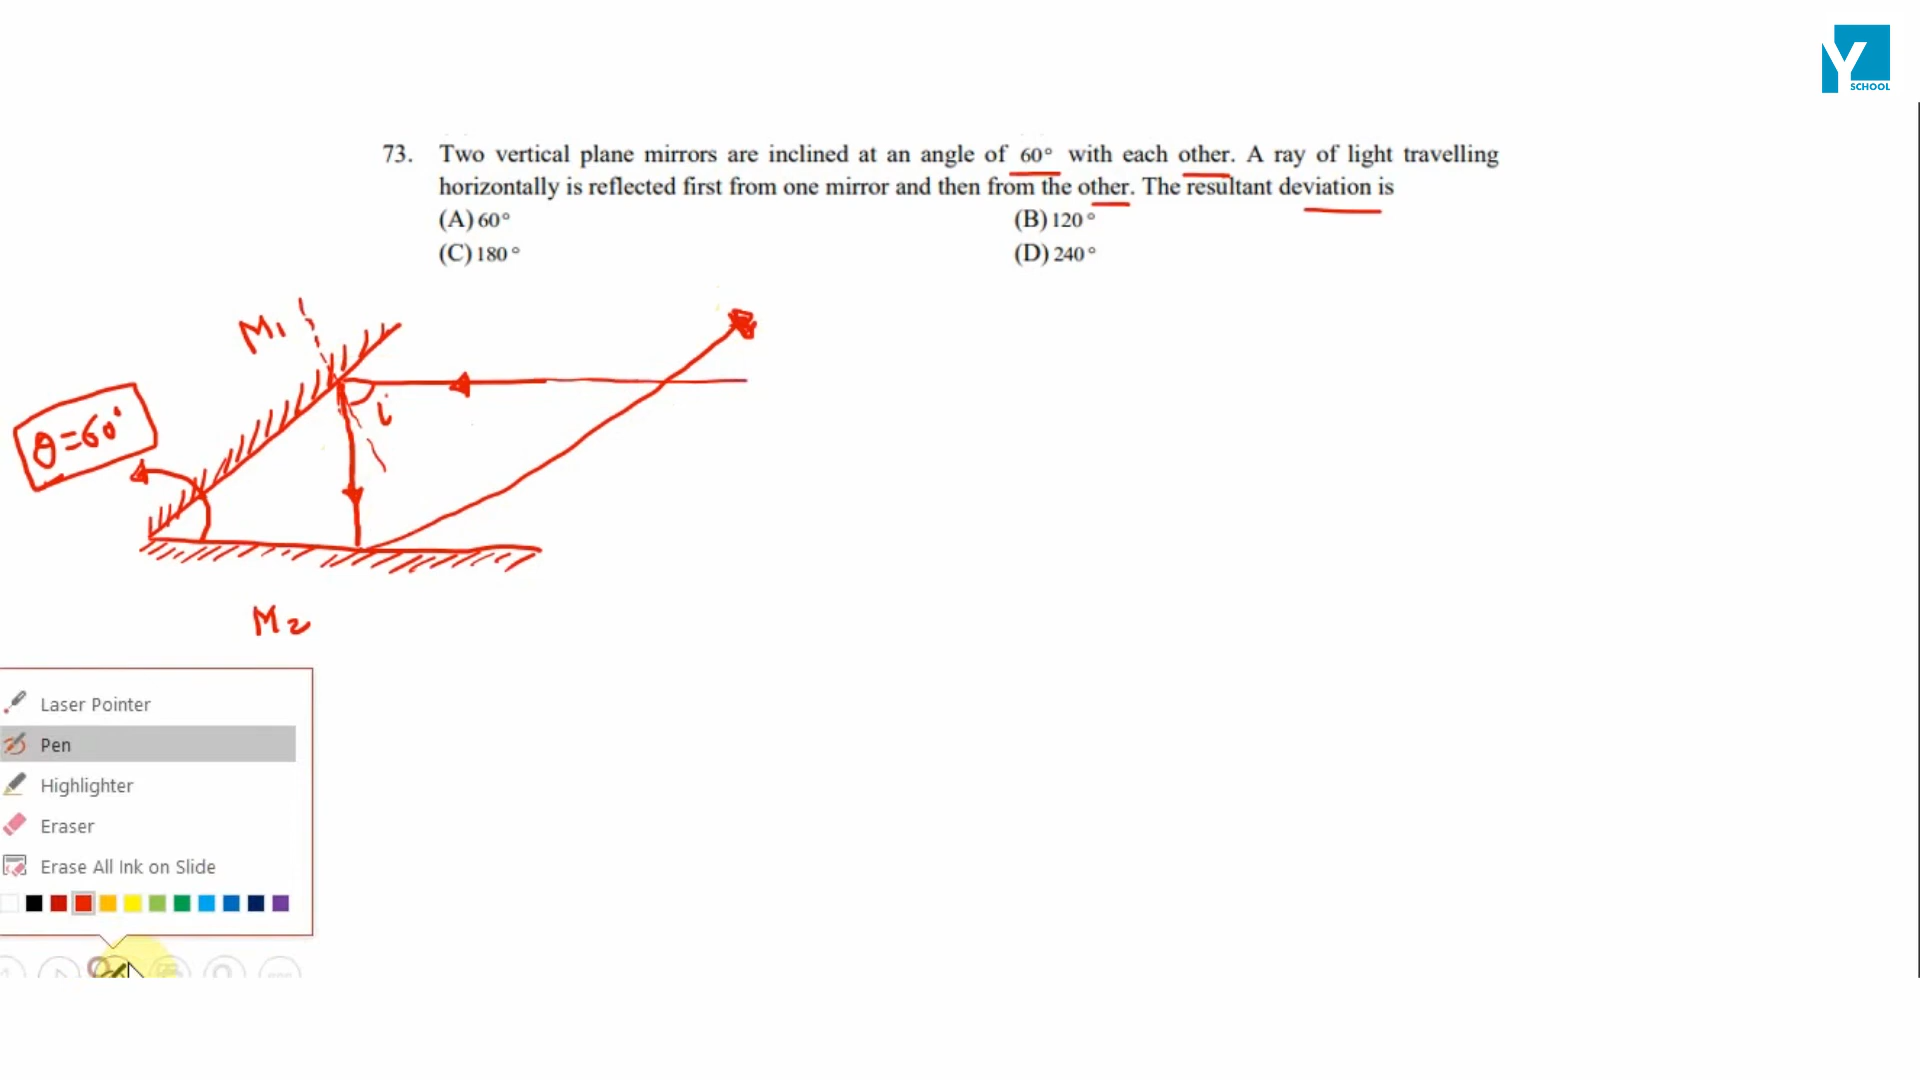 Y
SCHOOL
73. Two vertical plane mirrors are inclined at an angle of 60° with each other. A ray of light travelling
horizontally is reflected first from one mirror and then from the other. The resultant deviation is
(A) 60° (B) 120°
(C) 180° (D) 240°
M1
θ=60°
i
M2
Laser Pointer
Pen
Highlighter
Eraser
Erase All Ink on Slide